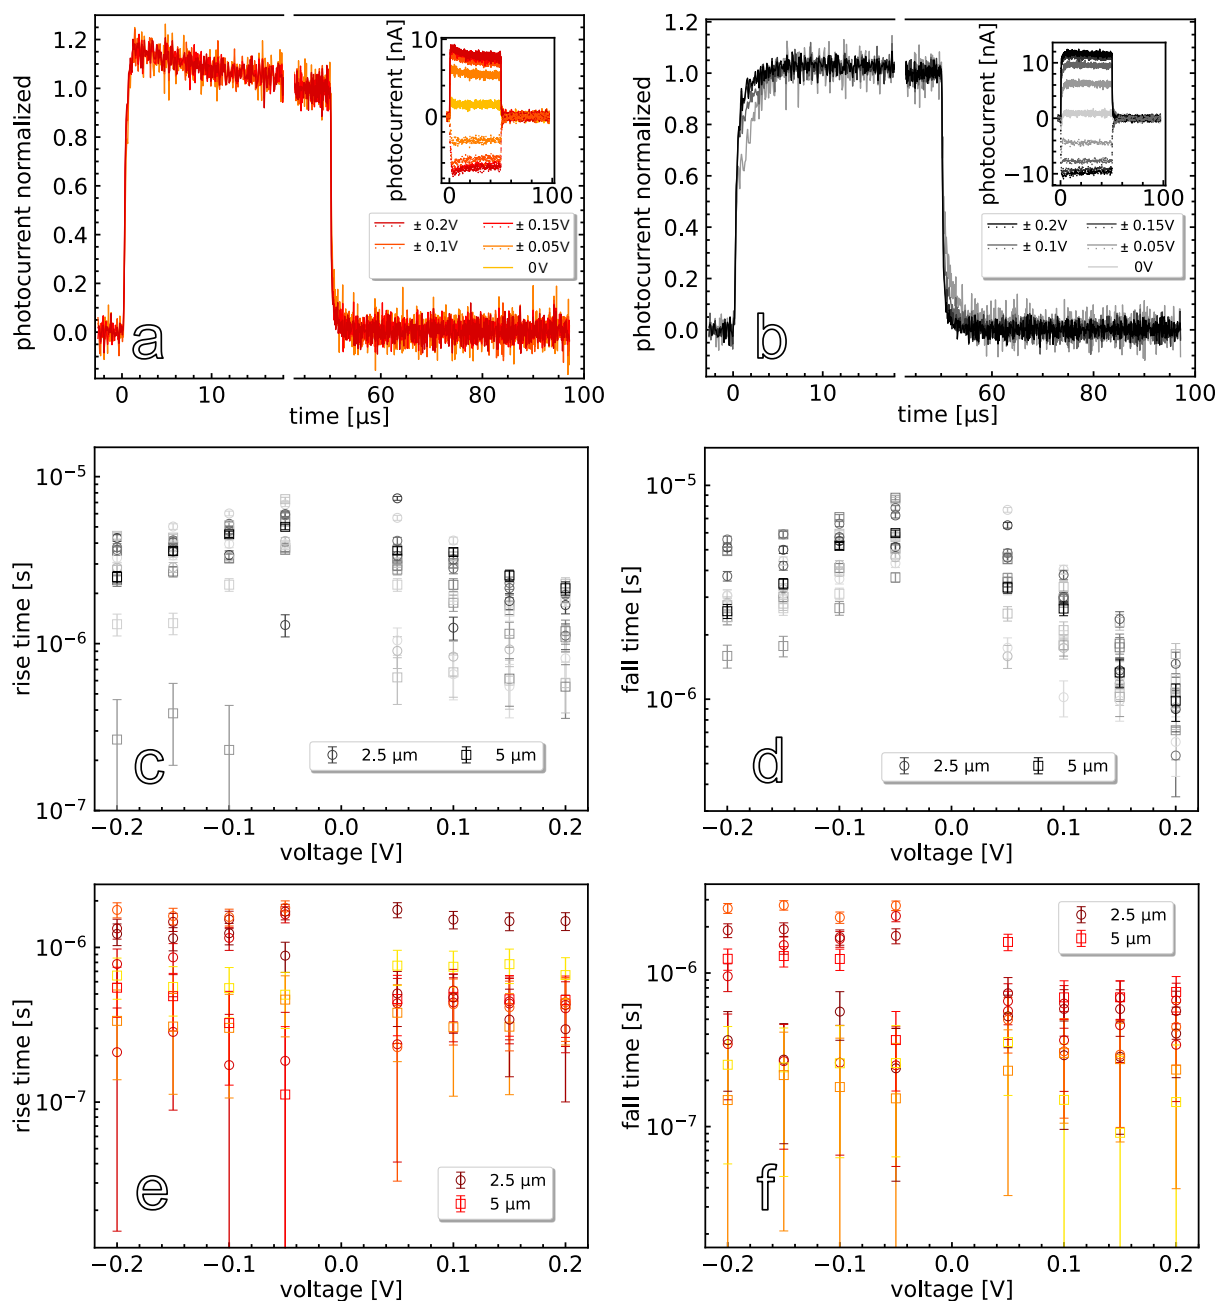 photocurrent normalized
1.2
1.0
0.8
0.6
0.4
0.2
0.0
0
10
60
80
100
time [µs]
a
photocurrent [nA]
10
0
0
100
± 0.2V
± 0.15V
± 0.1V
± 0.05V
0V
photocurrent normalized
1.2
1.0
0.8
0.6
0.4
0.2
0.0
0
10
60
80
100
time [µs]
b
photocurrent [nA]
10
0
−10
0
100
± 0.2V
± 0.15V
± 0.1V
± 0.05V
0V
rise time [s]
10⁻⁵
10⁻⁶
10⁻⁷
−0.2
−0.1
0.0
0.1
0.2
voltage [V]
c
2.5 µm
5 µm
fall time [s]
10⁻⁵
10⁻⁶
−0.2
−0.1
0.0
0.1
0.2
voltage [V]
d
2.5 µm
5 µm
rise time [s]
10⁻⁶
10⁻⁷
−0.2
−0.1
0.0
0.1
0.2
voltage [V]
e
2.5 µm
5 µm
fall time [s]
10⁻⁶
10⁻⁷
−0.2
−0.1
0.0
0.1
0.2
voltage [V]
f
2.5 µm
5 µm